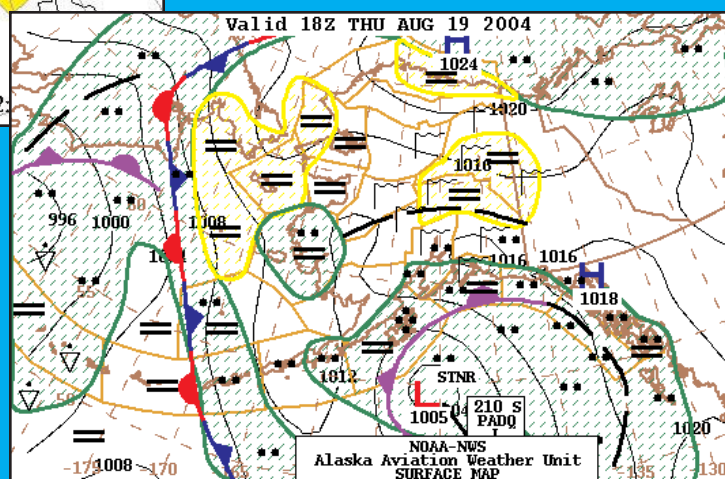 Valid 18Z THU AUG 19 2004
2.
H
1024
1020
1016
996 1000 1008
1016 1016
H
1018
1012
STNR
L
1005
210 S
PADQ
1020
NOAA-NWS
Alaska Aviation Weather Unit
SURFACE MAP
1008
-170
-135